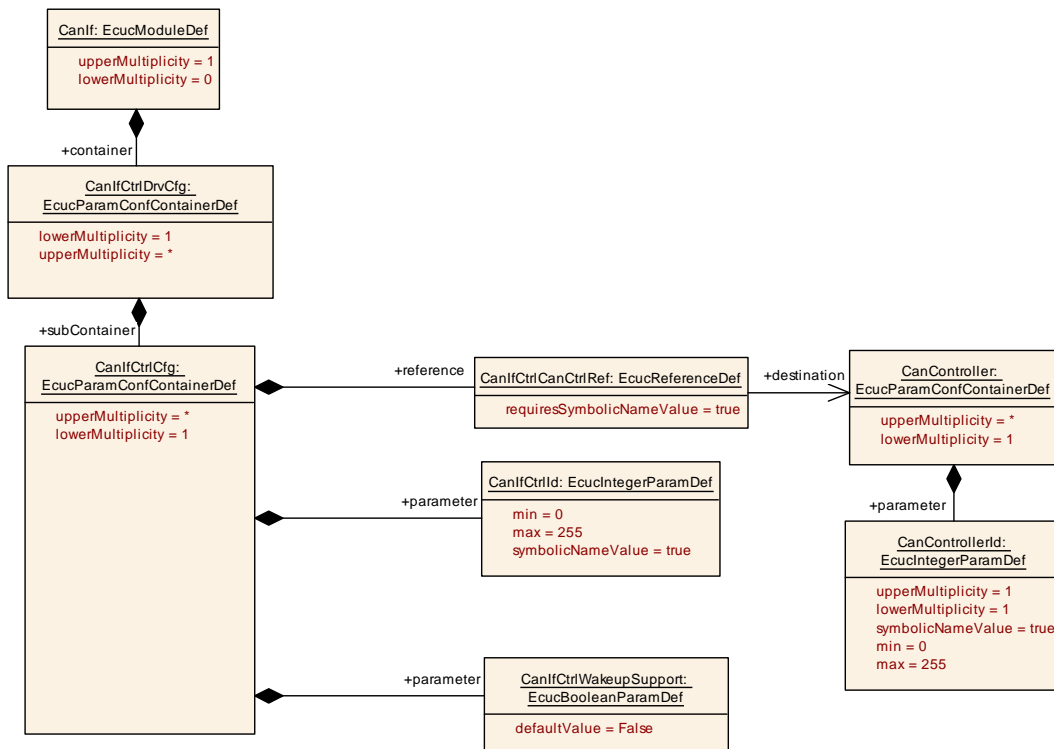 CanIf: EcucModuleDef
upperMultiplicity = 1
lowerMultiplicity = 0
+container
CanIfCtrlDrvCfg:
EcucParamConfContainerDef
lowerMultiplicity = 1
upperMultiplicity = *
+subContainer
CanIfCtrlCfg:
EcucParamConfContainerDef
upperMultiplicity = *
lowerMultiplicity = 1
+reference
CanIfCtrlCanCtrlRef: EcucReferenceDef
requiresSymbolicNameValue = true
+destination
CanController:
EcucParamConfContainerDef
upperMultiplicity = *
lowerMultiplicity = 1
+parameter
CanIfCtrlId: EcucIntegerParamDef
min = 0
max = 255
symbolicNameValue = true
+parameter
CanControllerId:
EcucIntegerParamDef
upperMultiplicity = 1
lowerMultiplicity = 1
symbolicNameValue = true
min = 0
max = 255
+parameter
CanIfCtrlWakeupSupport:
EcucBooleanParamDef
defaultValue = False